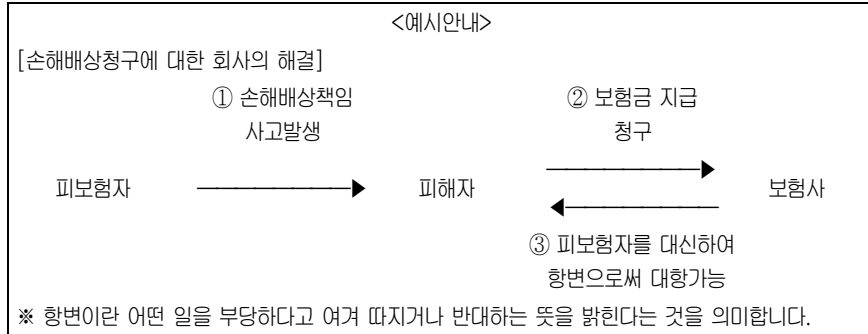 <예시안내>
[손해배상청구에 대한 회사의 해결]
① 손해배상책임
사고발생
② 보험금 지급
청구
피보험자
피해자
보험사
③ 피보험자를 대신하여
항변으로써 대항가능
※ 항변이란 어떤 일을 부당하다고 여겨 따지거나 반대하는 뜻을 밝힌다는 것을 의미합니다.